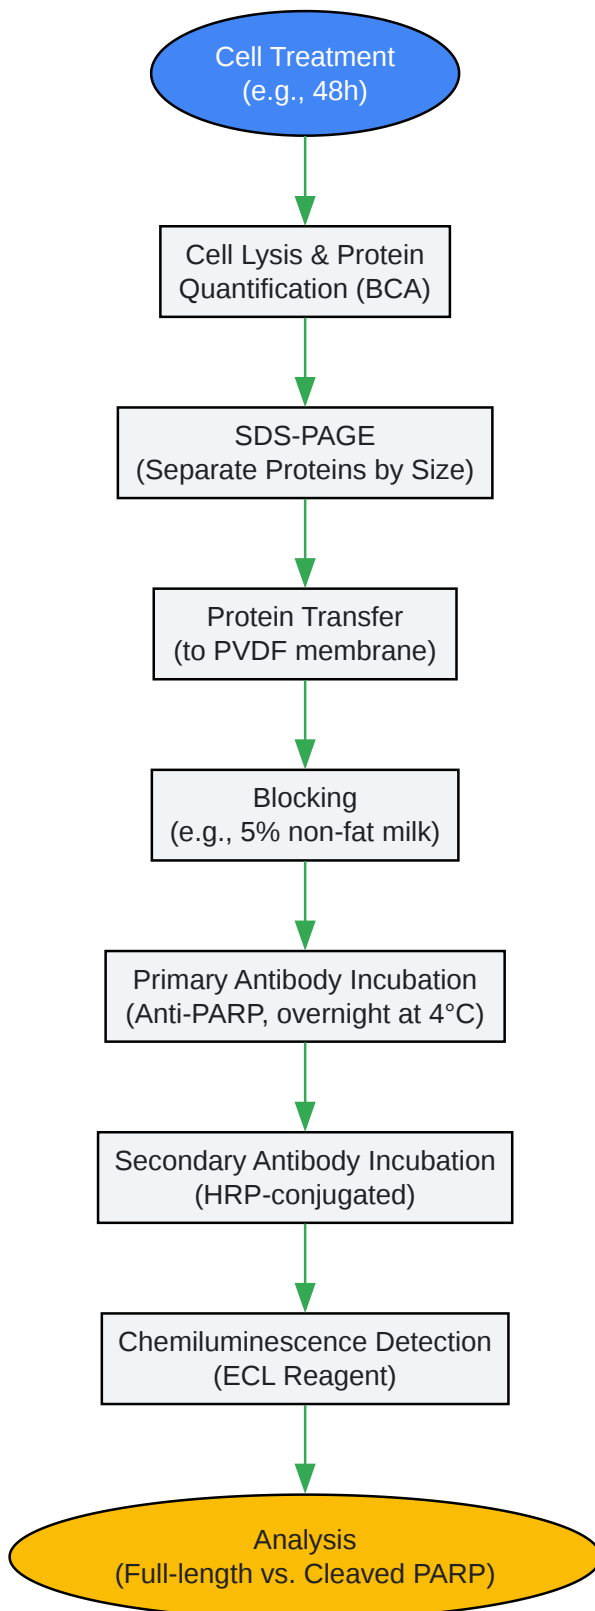 Cell Treatment
(e.g., 48h)
Cell Lysis & Protein
Quantification (BCA)
SDS-PAGE
(Separate Proteins by Size)
Protein Transfer
(to PVDF membrane)
Blocking
(e.g., 5% non-fat milk)
Primary Antibody Incubation
(Anti-PARP, overnight at 4°C)
Secondary Antibody Incubation
(HRP-conjugated)
Chemiluminescence Detection
(ECL Reagent)
Analysis
(Full-length vs. Cleaved PARP)